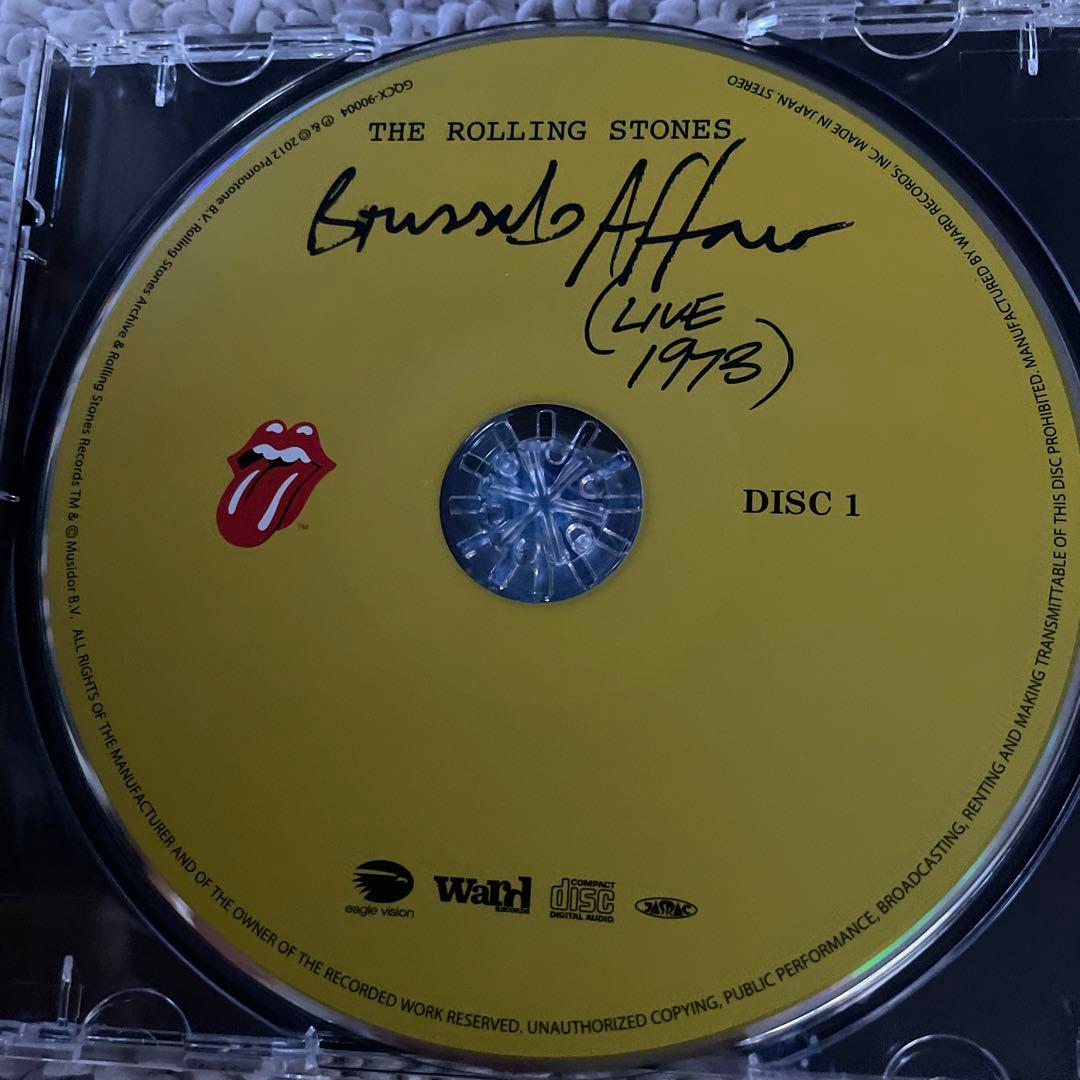 THE ROLLING STONES
Brussels Affair
(LIVE
1973)
TM
DISC 1
eagle vision
Ward
RECORDS
COMPACT
disc
DIGITAL AUDIO
JASRAC
GQCX-90004 ℗ & © 2012 Promotone B.V. Rolling Stones Archive & Rolling Stones Records TM & © Musidor B.V. ALL RIGHTS OF THE MANUFACTURER AND OF THE OWNER OF THE RECORDED WORK RESERVED. UNAUTHORIZED COPYING, PUBLIC PERFORMANCE, BROADCASTING, RENTING AND MAKING TRANSMITTABLE OF THIS DISC PROHIBITED. MANUFACTURED BY WARD RECORDS, INC. MADE IN JAPAN. STEREO